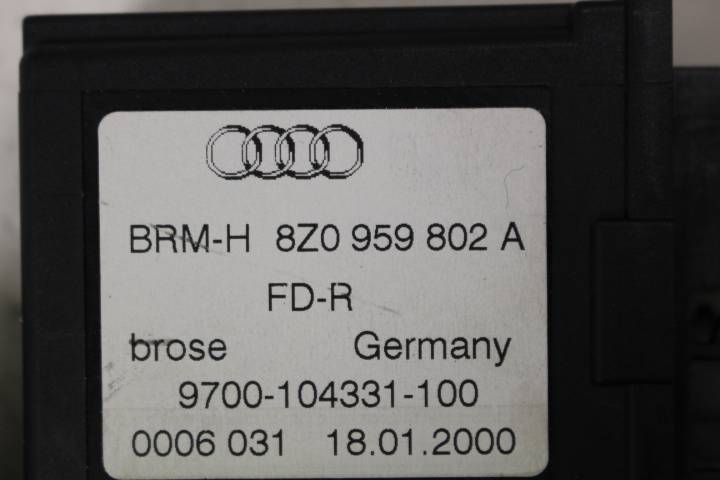 BRM-H 8Z0 959 802 A
FD-R
brose Germany
9700-104331-100
0006 031 18.01.2000